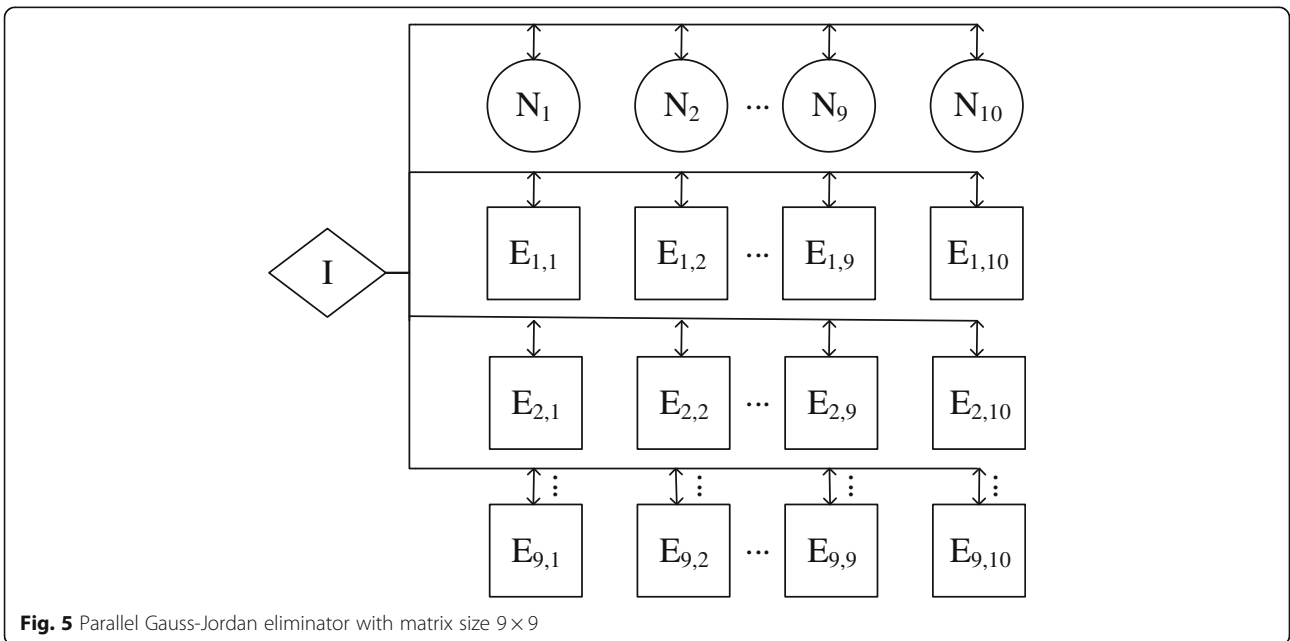 N₁ N₂ ... N₉ N₁₀
E₁,₁ E₁,₂ ... E₁,₉ E₁,₁₀
I
E₂,₁ E₂,₂ ... E₂,₉ E₂,₁₀
⋮ ⋮ ⋮ ⋮
E₉,₁ E₉,₂ ... E₉,₉ E₉,₁₀
Fig. 5 Parallel Gauss-Jordan eliminator with matrix size 9 × 9